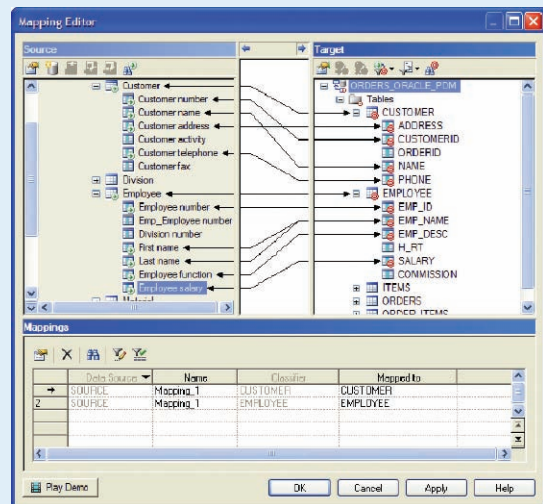 Mapping Editor
Source
Target
Customer
Customer number
Customer name
Customer address
Customer activity
Customer telephone
Customer fax
Division
Employee
Employee number
Emp_Employee number
Division number
First name
Last name
Employee function
Employee salary
Material
ORDERS_ORACLE_PDM
Tables
CUSTOMER
ADDRESS
CUSTOMERID
ORDERID
NAME
PHONE
EMPLOYEE
EMP_ID
EMP_NAME
EMP_DESC
H_RT
SALARY
COMMISSION
ITEMS
ORDERS
ORDER_ITEMS
Mappings
Data Source Name Classifier Mapped to
SOURCE Mapping_1 CUSTOMER CUSTOMER
2 SOURCE Mapping_1 EMPLOYEE EMPLOYEE
Play Demo OK Cancel Apply Help